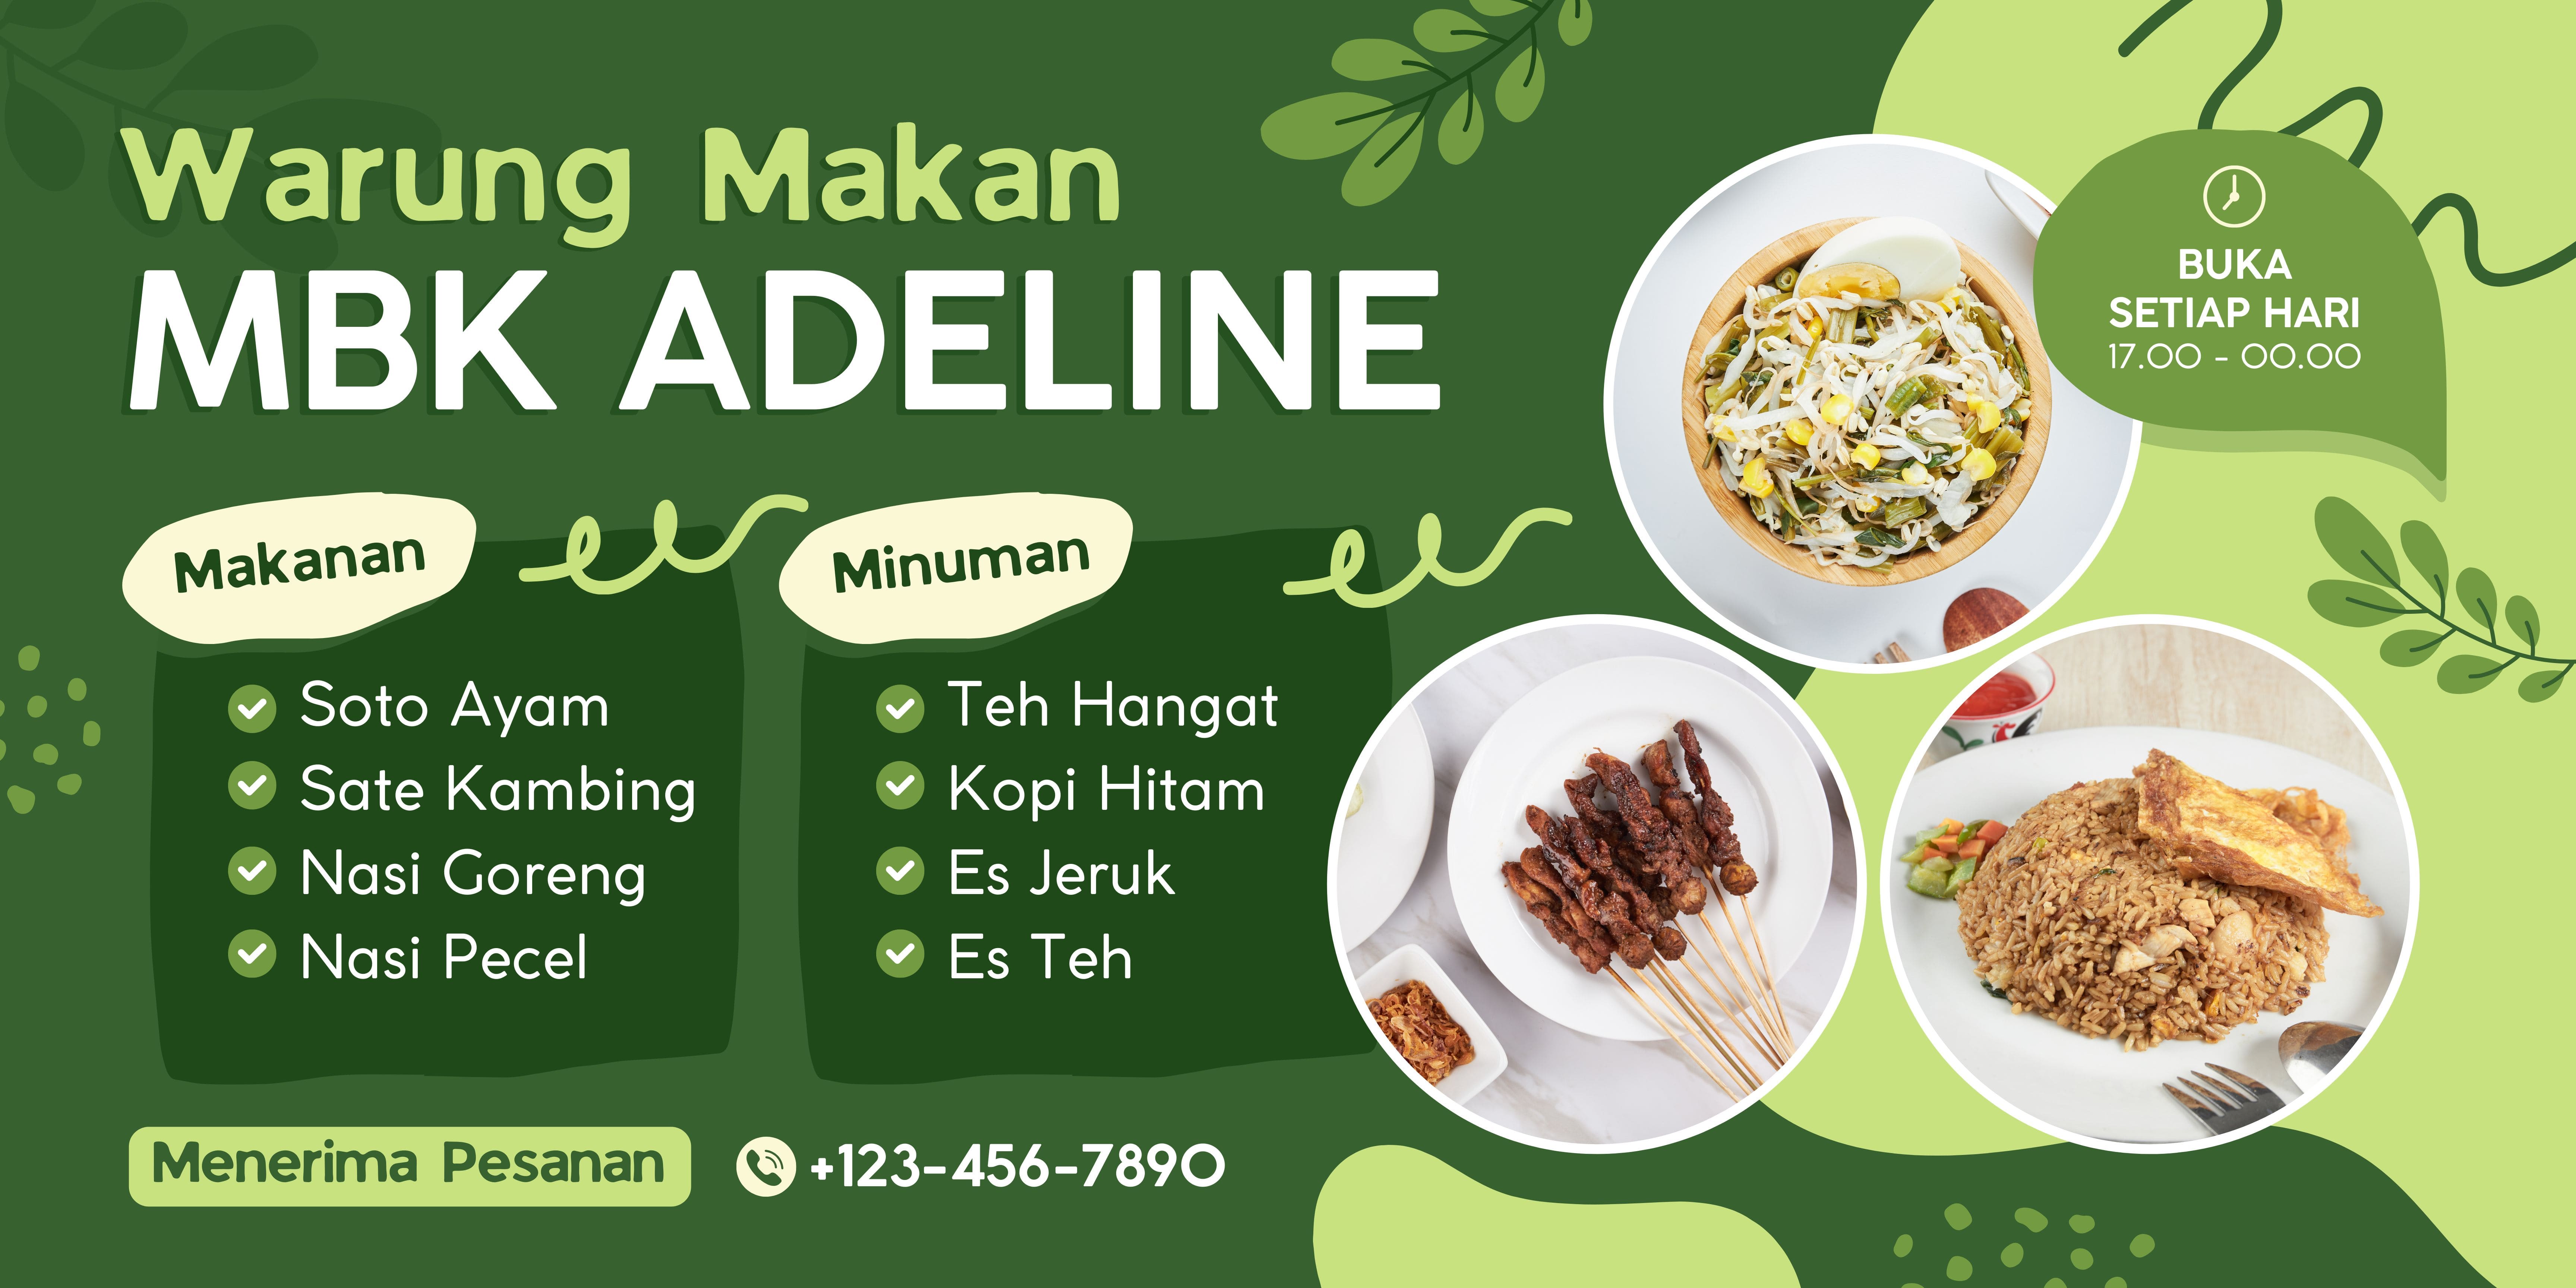 Warung Makan
MBK ADELINE
BUKA
SETIAP HARI
17.00 - 00.00
Makanan
Soto Ayam
Sate Kambing
Nasi Goreng
Nasi Pecel
Minuman
Teh Hangat
Kopi Hitam
Es Jeruk
Es Teh
Menerima Pesanan
+123-456-7890